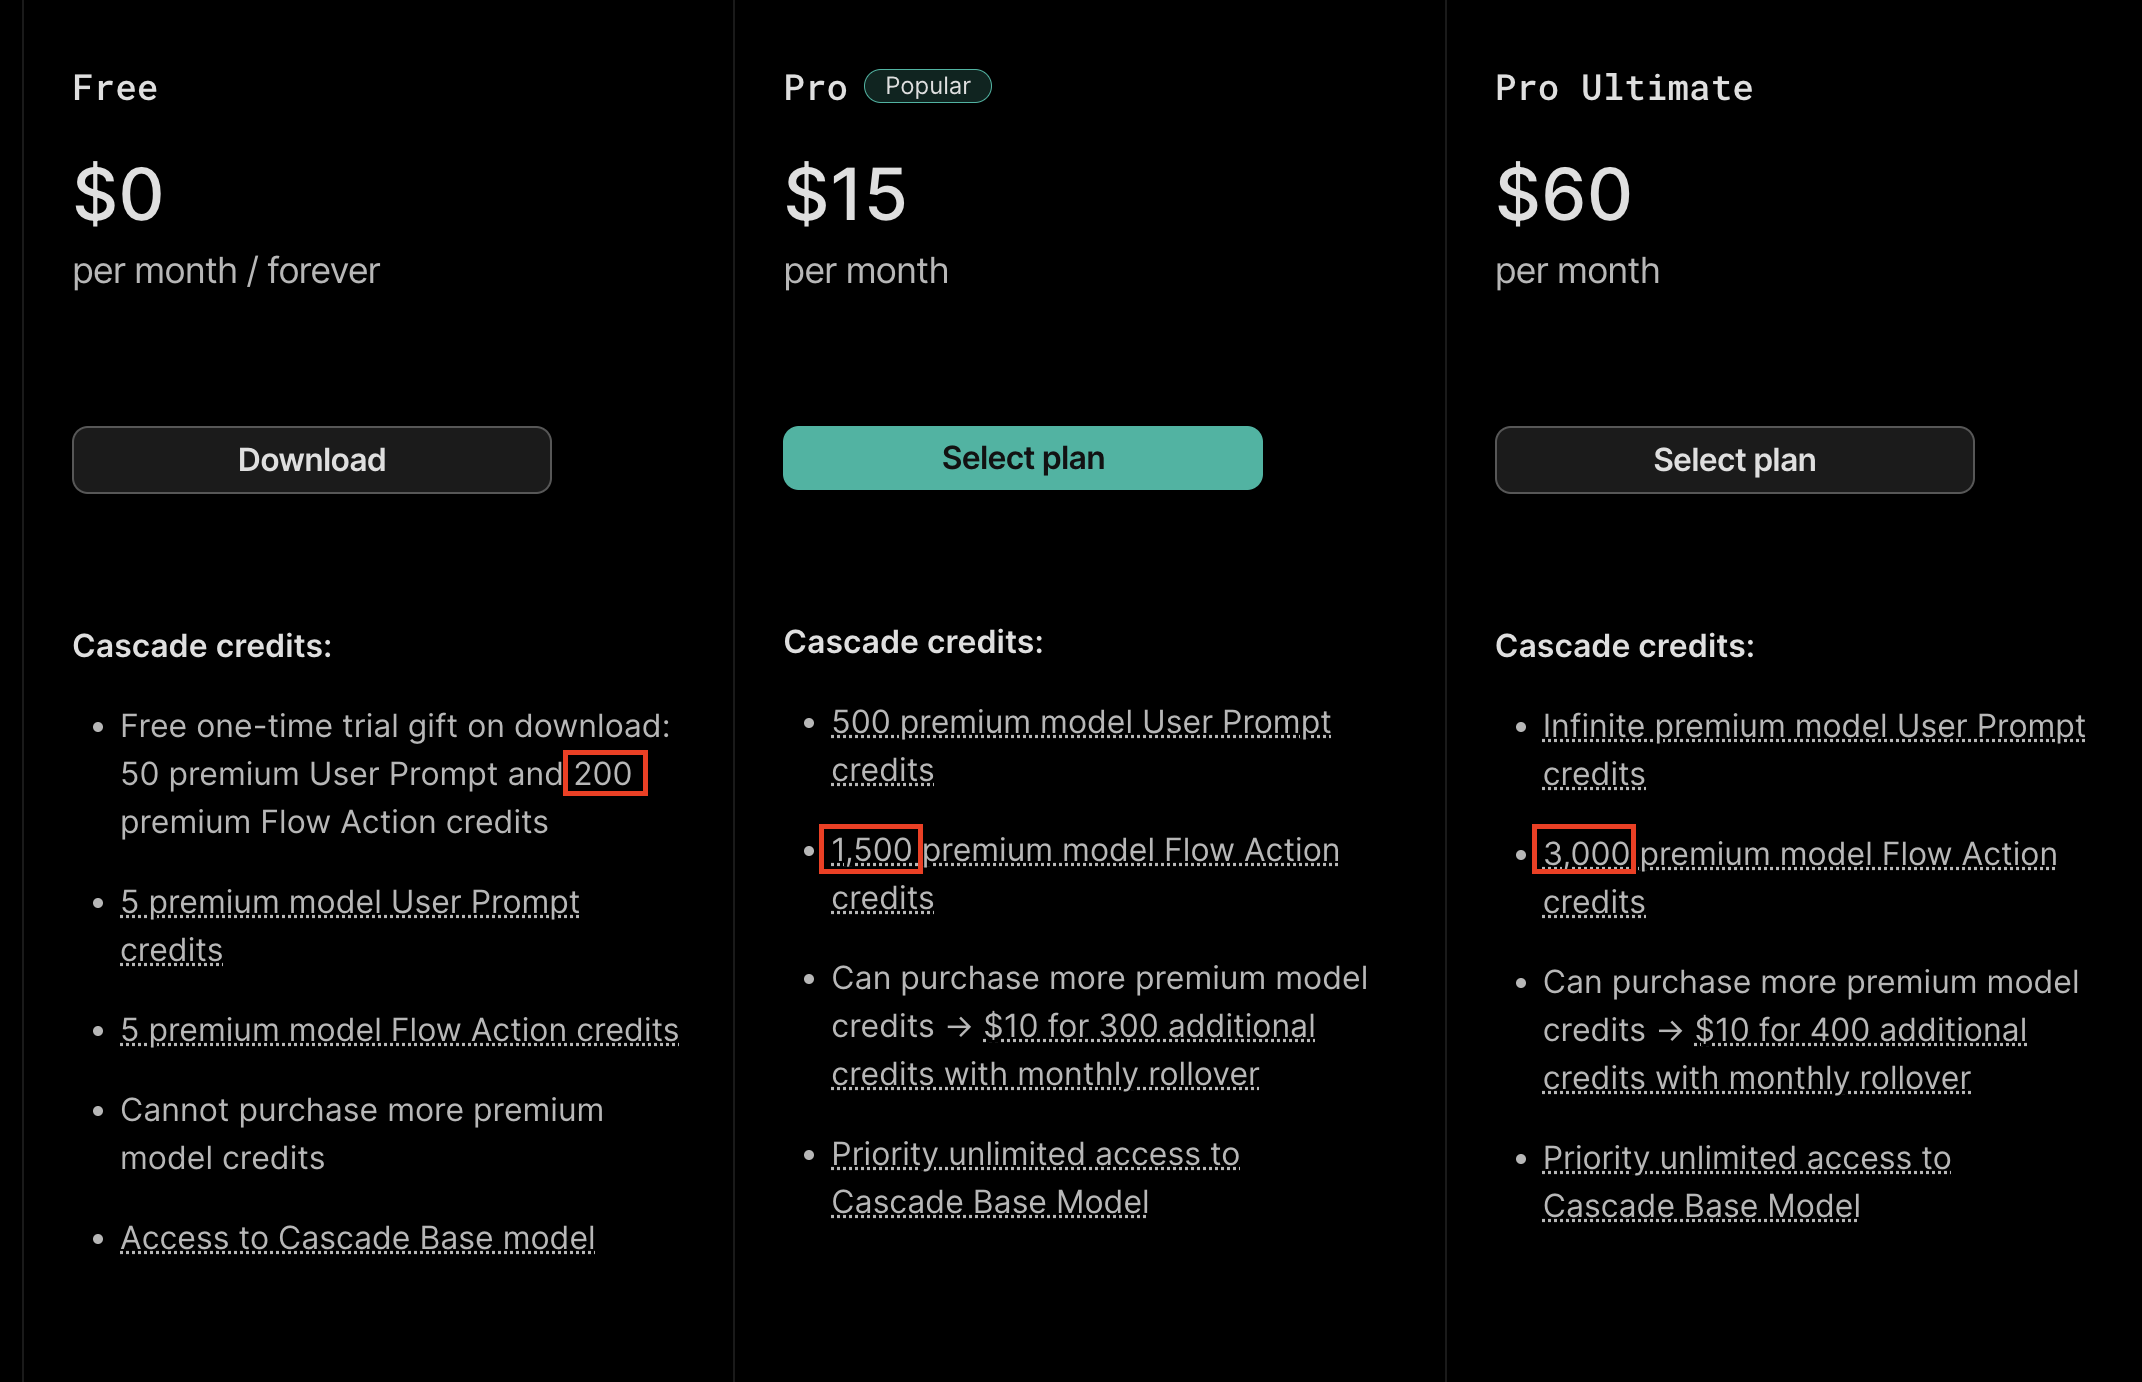 Free
$0
per month / forever
Download
Cascade credits:
• Free one-time trial gift on download:
50 premium User Prompt and 200
premium Flow Action credits
• 5 premium model User Prompt
credits
• 5 premium model Flow Action credits
• Cannot purchase more premium
model credits
• Access to Cascade Base model
Pro Popular
$15
per month
Select plan
Cascade credits:
• 500 premium model User Prompt
credits
• 1,500 premium model Flow Action
credits
• Can purchase more premium model
credits → $10 for 300 additional
credits with monthly rollover
• Priority unlimited access to
Cascade Base Model
Pro Ultimate
$60
per month
Select plan
Cascade credits:
• Infinite premium model User Prompt
credits
• 3,000 premium model Flow Action
credits
• Can purchase more premium model
credits → $10 for 400 additional
credits with monthly rollover
• Priority unlimited access to
Cascade Base Model